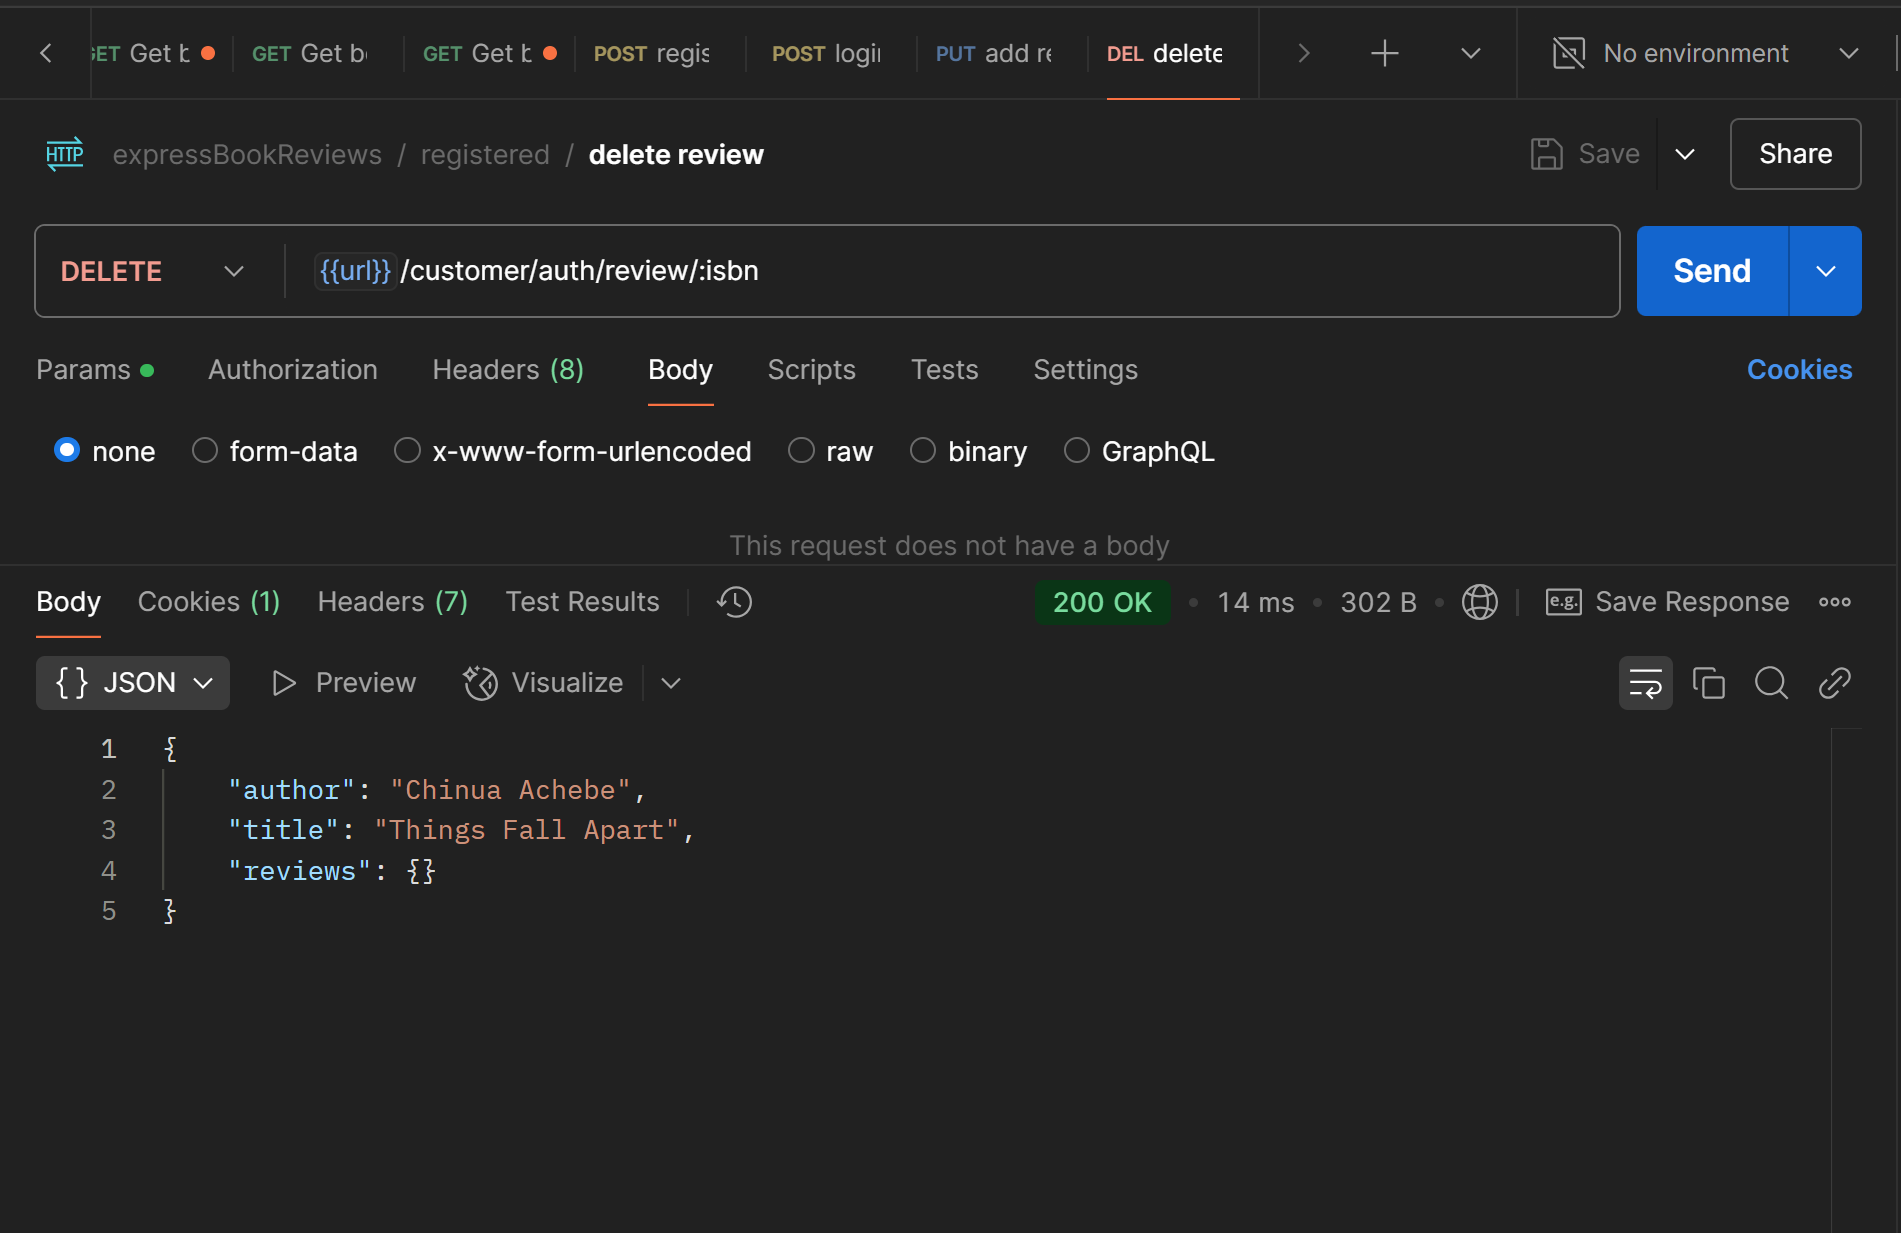 GET Get b GET Get bo GET Get b POST regis POST login PUT add re DEL delete No environment
HTTP expressBookReviews / registered / delete review Save Share
DELETE {{url}}/customer/auth/review/:isbn Send
Params Authorization Headers (8) Body Scripts Tests Settings Cookies
none form-data x-www-form-urlencoded raw binary GraphQL
This request does not have a body
Body Cookies (1) Headers (7) Test Results 200 OK • 14 ms • 302 B • e.g. Save Response
{} JSON Preview Visualize
1 {
2 "author": "Chinua Achebe",
3 "title": "Things Fall Apart",
4 "reviews": {}
5 }